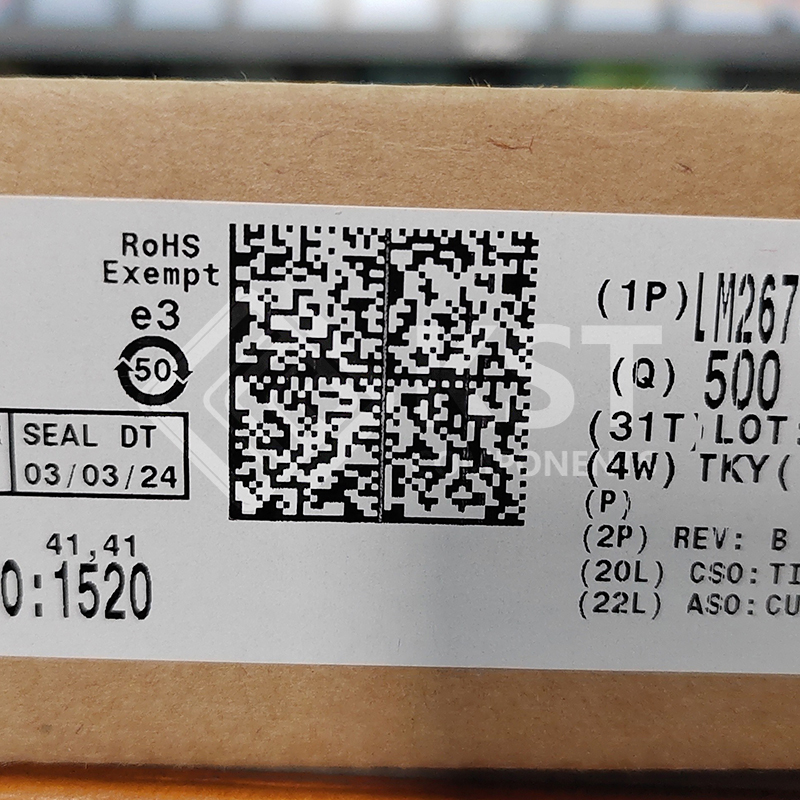 RoHS
Exempt
e3
50
SEAL DT
03/03/24
41,41
0:1520
(1P) LM267
(Q) 500
(31T) LOT:
(4W) TKY(
(P)
(2P) REV: B
(20L) CSO:TI
(22L) ASO:CU